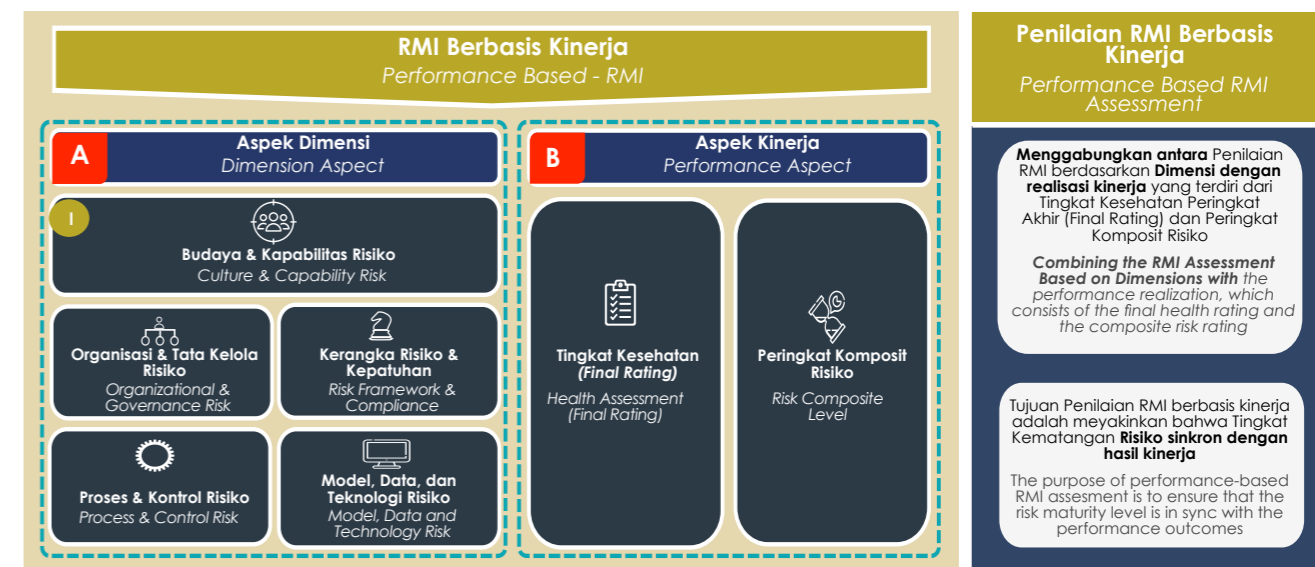 RMI Berbasis Kinerja
Performance Based - RMI
A
Aspek Dimensi
Dimension Aspect
I
Budaya & Kapabilitas Risiko
Culture & Capability Risk
Organisasi & Tata Kelola
Risiko
Organizational &
Governance Risk
Kerangka Risiko &
Kepatuhan
Risk Framework &
Compliance
Proses & Kontrol Risiko
Process & Control Risk
Model, Data, dan
Teknologi Risiko
Model, Data and
Technology Risk
B
Aspek Kinerja
Performance Aspect
Tingkat Kesehatan
(Final Rating)
Health Assessment
(Final Rating)
Peringkat Komposit
Risiko
Risk Composite
Level
Penilaian RMI Berbasis
Kinerja
Performance Based RMI
Assessment
Menggabungkan antara Penilaian
RMI berdasarkan Dimensi dengan
realisasi kinerja yang terdiri dari
Tingkat Kesehatan Peringkat
Akhir (Final Rating) dan Peringkat
Komposit Risiko
Combining the RMI Assessment
Based on Dimensions with the
performance realization, which
consists of the final health rating and
the composite risk rating
Tujuan Penilaian RMI berbasis kinerja
adalah meyakinkan bahwa Tingkat
Kematangan Risiko sinkron dengan
hasil kinerja
The purpose of performance-based
RMI assesment is to ensure that the
risk maturity level is in sync with the
performance outcomes